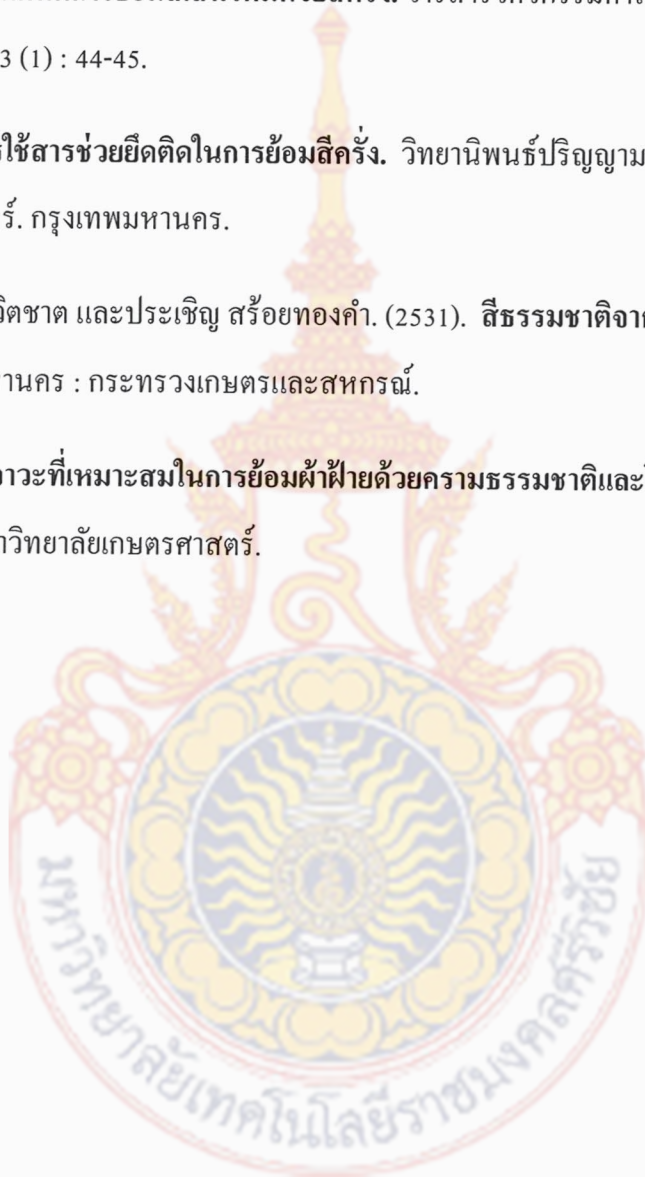 3 (1) : 44-45.
ใช้สารช่วยยึดติดในการย้อมสีครั่ง. วิทยานิพนธ์ปริญญาม
ร์. กรุงเทพมหานคร.
วิตชาต และประเชิญ สร้อยทองคำ. (2531). สีธรรมชาติจา
านคร : กระทรวงเกษตรและสหกรณ์.
าวะที่เหมาะสมในการย้อมผ้าฝ้ายด้วยครามธรรมชาติและ
าวิทยาลัยเกษตรศาสตร์.
มหาวิทยาลัยเทคโนโลยีราชมงคลศรีวิชัย